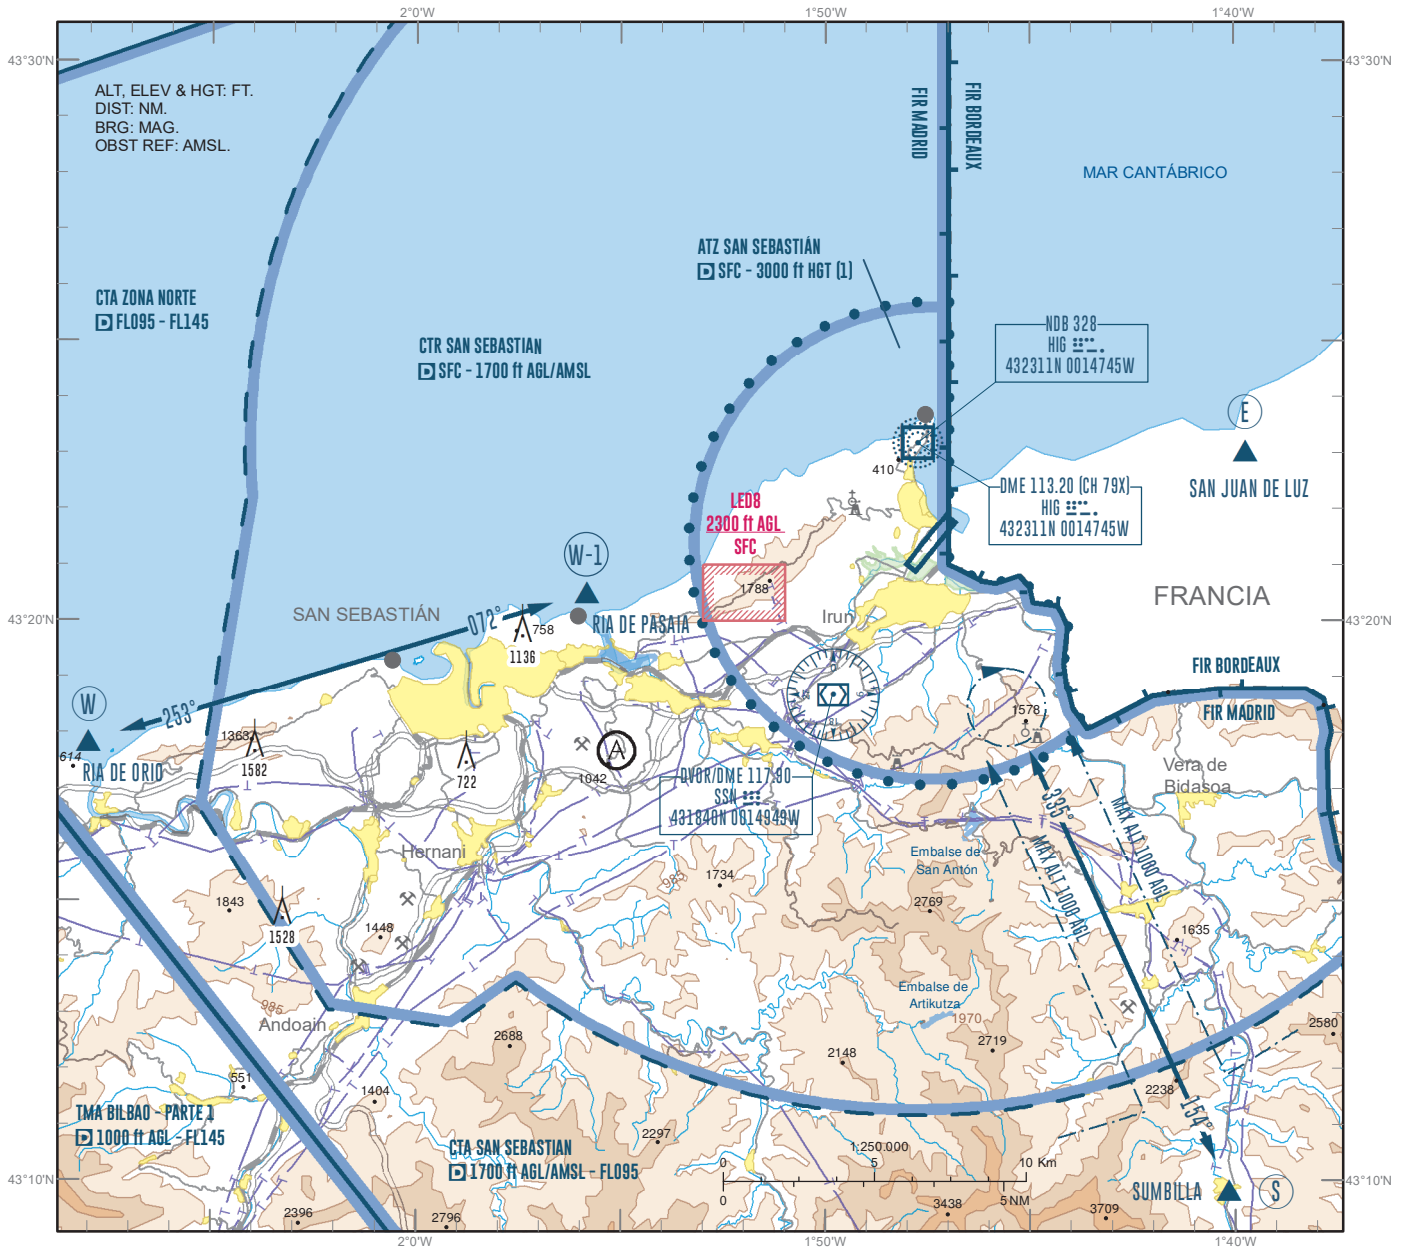 2°0'W
1°50'W
1°40'W
43°30'N
43°30'N
ALT, ELEV & HGT: FT.
DIST: NM.
BRG: MAG.
OBST REF: AMSL.
FIR MADRID
FIR BORDEAUX
MAR CANTÁBRICO
ATZ SAN SEBASTIÁN
D SFC - 3000 ft HGT (1)
CTA ZONA NORTE
D FL095 - FL145
CTR SAN SEBASTIAN
D SFC - 1700 ft AGL/AMSL
NDB 328
HIG
432311N 0014745W
E
SAN JUAN DE LUZ
410
DME 113.20 (CH 79X)
HIG
432311N 0014745W
LED8
2300 ft AGL
SFC
1788
W-1
RIA DE PASAIA
SAN SEBASTIÁN
072°
758
1136
Irun
FRANCIA
43°20'N
43°20'N
FIR BORDEAUX
FIR MADRID
W
253°
614
RIA DE ORIO
1363
1582
722
A
1042
1578
DVOR/DME 117.90
SSN
431840N 0014949W
Vera de
Bidasoa
335°
MAX ALT 1000 AGL
MAX ALT 1000 AGL
Hernani
Embalse de
San Antón
985
1734
2769
1843
1528
1448
1635
985
Andoain
Embalse de
Artikutza
1970
2688
2148
2719
2580
551
1404
2238
154°
TMA BILBAO - PARTE 1
D 1000 ft AGL - FL145
2297
CTA SAN SEBASTIAN
D 1700 ft AGL/AMSL - FL095
1:250.000
0
5
10 Km
0
5 NM
43°10'N
43°10'N
SUMBILLA
S
2396
2796
3438
3709
2°0'W
1°50'W
1°40'W